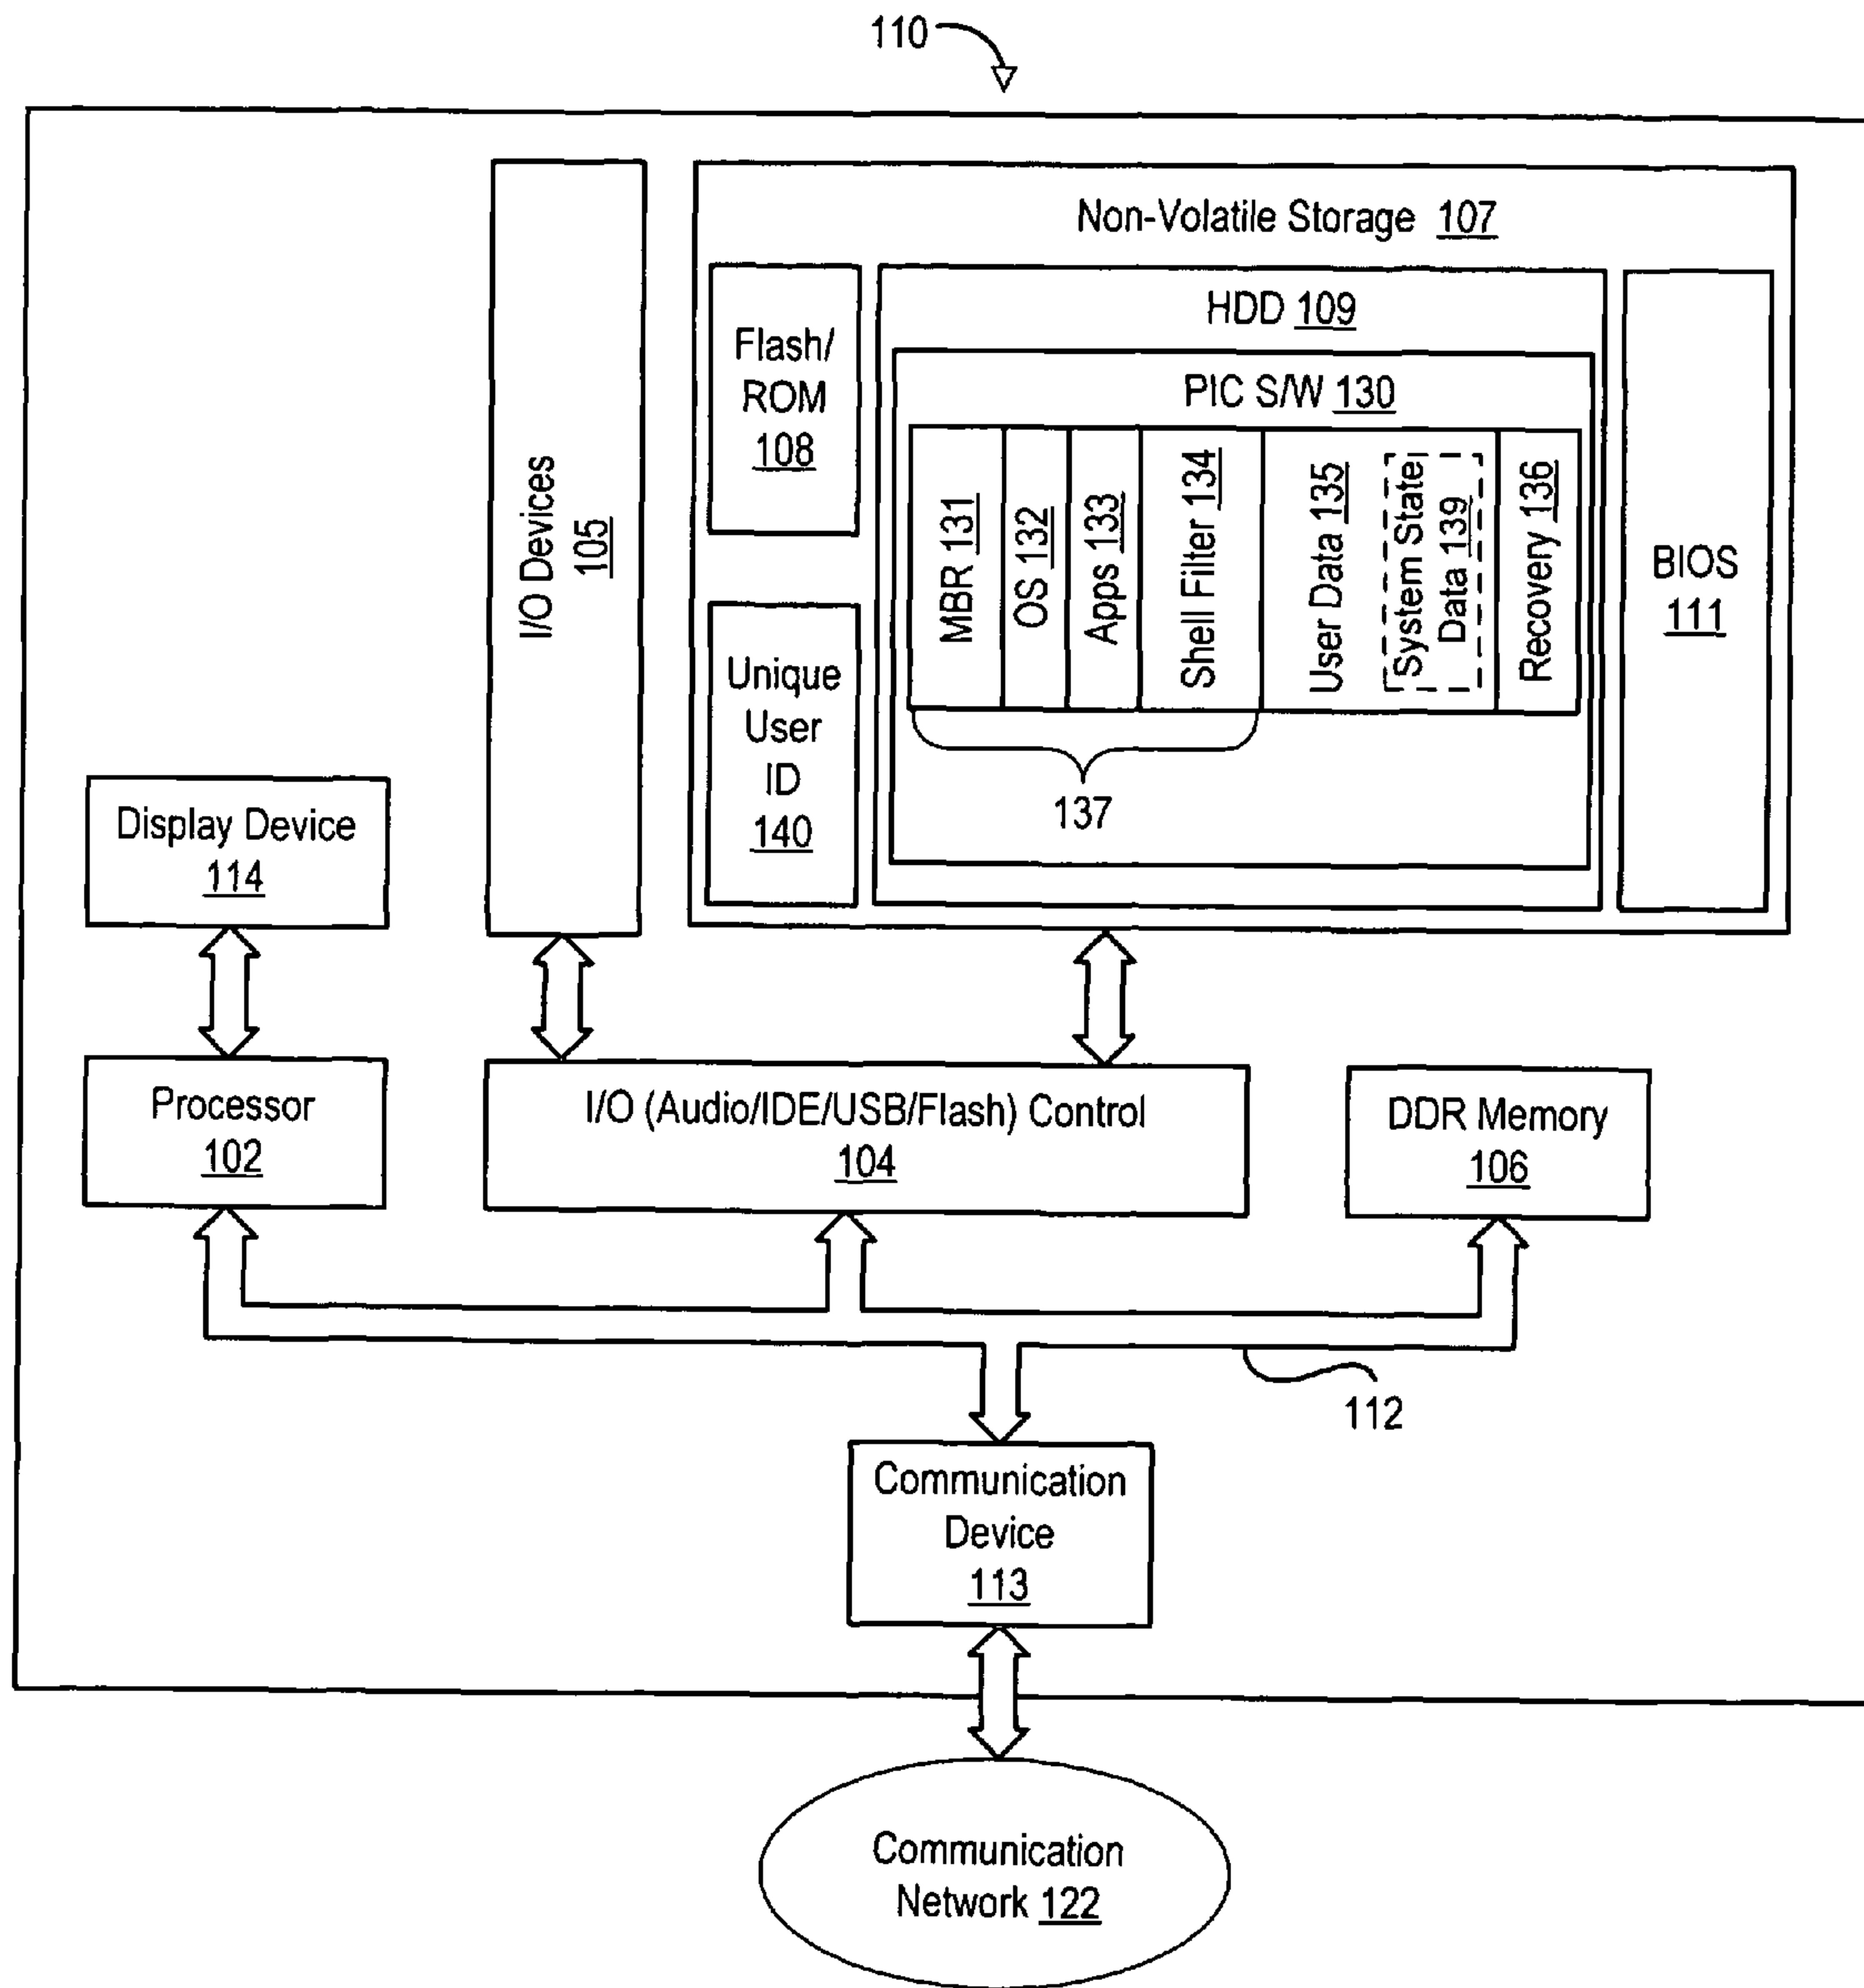 110
Non-Volatile Storage 107
I/O Devices
105
Flash/
ROM
108
Unique
User
ID
140
HDD 109
PIC S/W 130
MBR 131
OS 132
Apps 133
Shell Filter 134
User Data 135
System State
Data 139
Recovery 136
137
BIOS
111
Display Device
114
Processor
102
I/O (Audio/IDE/USB/Flash) Control
104
DDR Memory
106
112
Communication
Device
113
Communication
Network 122